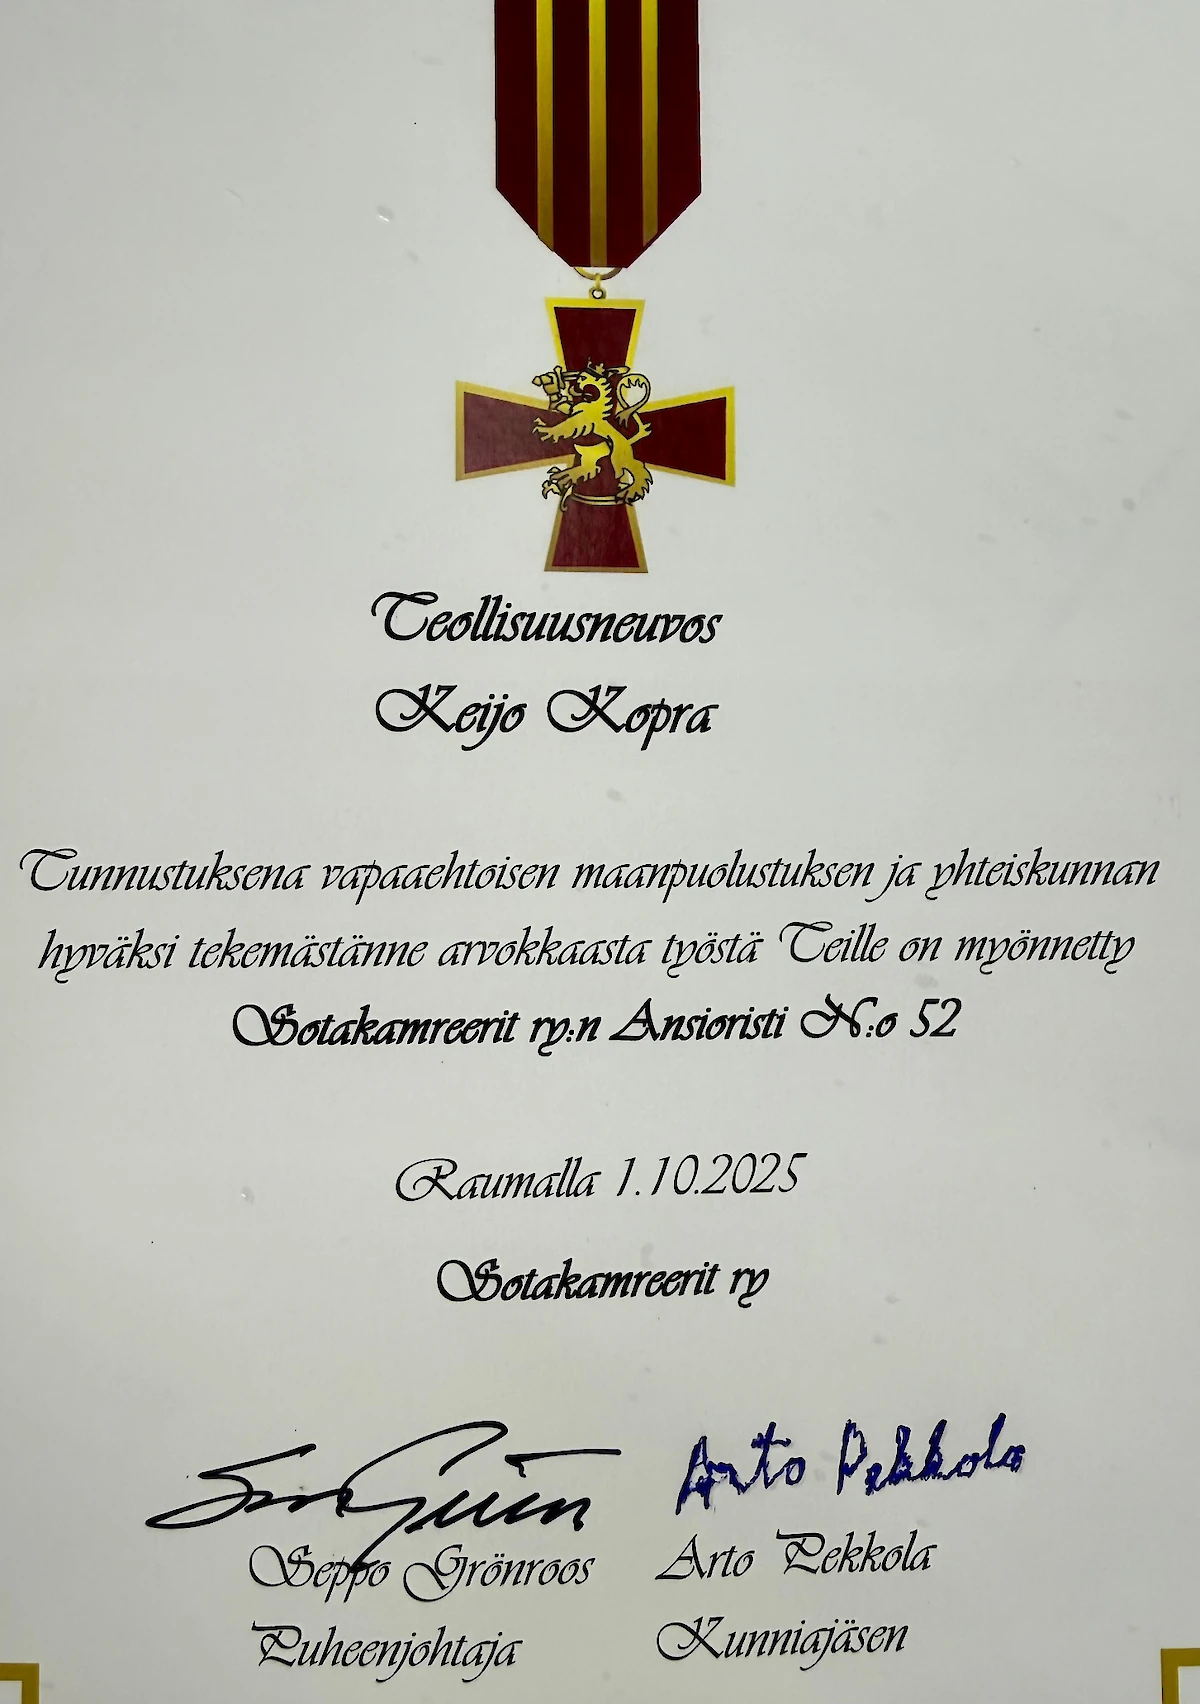 Teollisuusneuvos
Keijo Kopra
Tunnustuksena vapaaehtoisen maanpuolustuksen ja yhteiskunnan
hyväksi tekemästänne arvokkaasta työstä Teille on myönnetty
Sotakamreerit ry:n Ansioristi N:o 52
Raumalla 1.10.2025
Sotakamreerit ry
Arto Pekkola
Seppo Grönroos Arto Pekkola
Puheenjohtaja Kunniajäsen